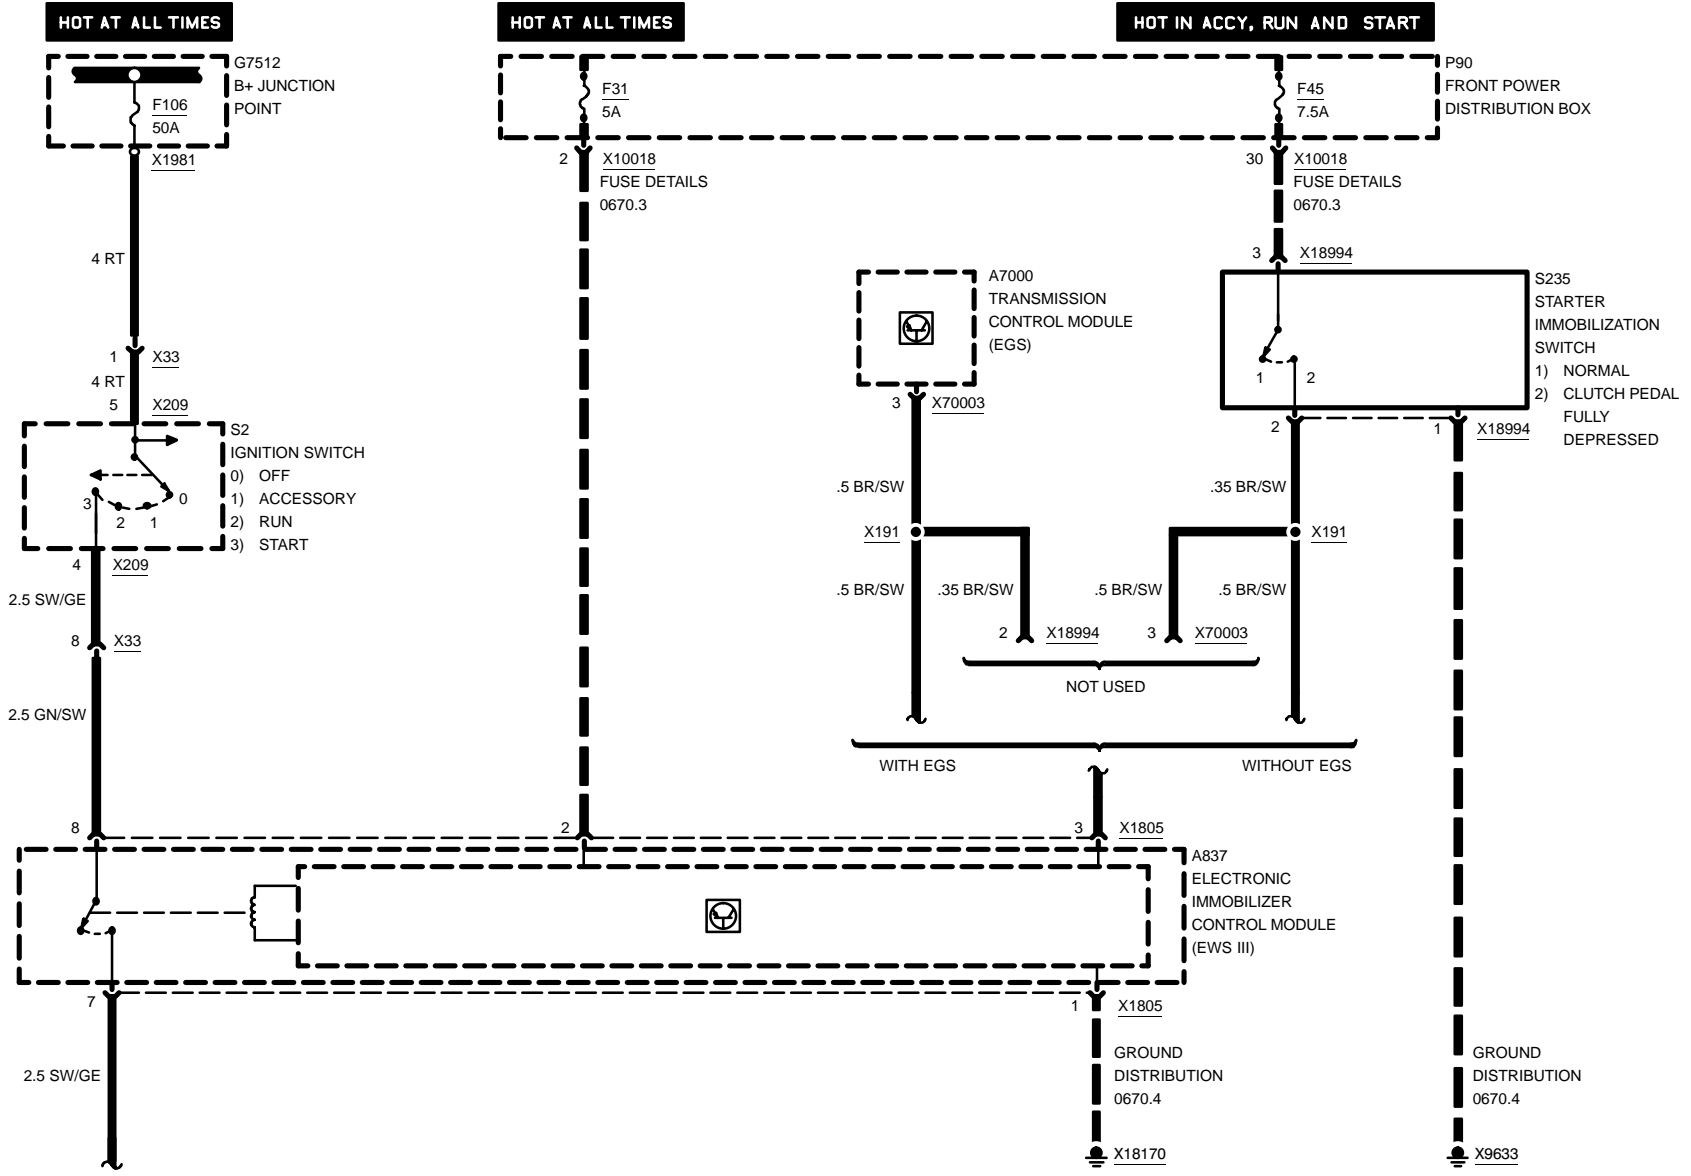 HOT AT ALL TIMES
HOT AT ALL TIMES
HOT IN ACCY, RUN AND START
G7512
B+ JUNCTION
POINT
F106
50A
X1981
F31
5A
F45
7.5A
P90
FRONT POWER
DISTRIBUTION BOX
2
X10018
FUSE DETAILS
0670.3
30
X10018
FUSE DETAILS
0670.3
4 RT
1
X33
4 RT
5
X209
3
X18994
A7000
TRANSMISSION
CONTROL MODULE
(EGS)
3
X70003
1
2
S235
STARTER
IMMOBILIZATION
SWITCH
1) NORMAL
2) CLUTCH PEDAL
FULLY
DEPRESSED
2
1
X18994
S2
IGNITION SWITCH
0) OFF
1) ACCESSORY
2) RUN
3) START
3
2
1
0
4
X209
2.5 SW/GE
8
X33
2.5 GN/SW
.5 BR/SW
.35 BR/SW
X191
X191
.5 BR/SW
.35 BR/SW
.5 BR/SW
.5 BR/SW
2
X18994
3
X70003
NOT USED
WITH EGS
WITHOUT EGS
8
2
3
X1805
A837
ELECTRONIC
IMMOBILIZER
CONTROL MODULE
(EWS III)
7
1
X1805
2.5 SW/GE
GROUND
DISTRIBUTION
0670.4
X18170
GROUND
DISTRIBUTION
0670.4
X9633